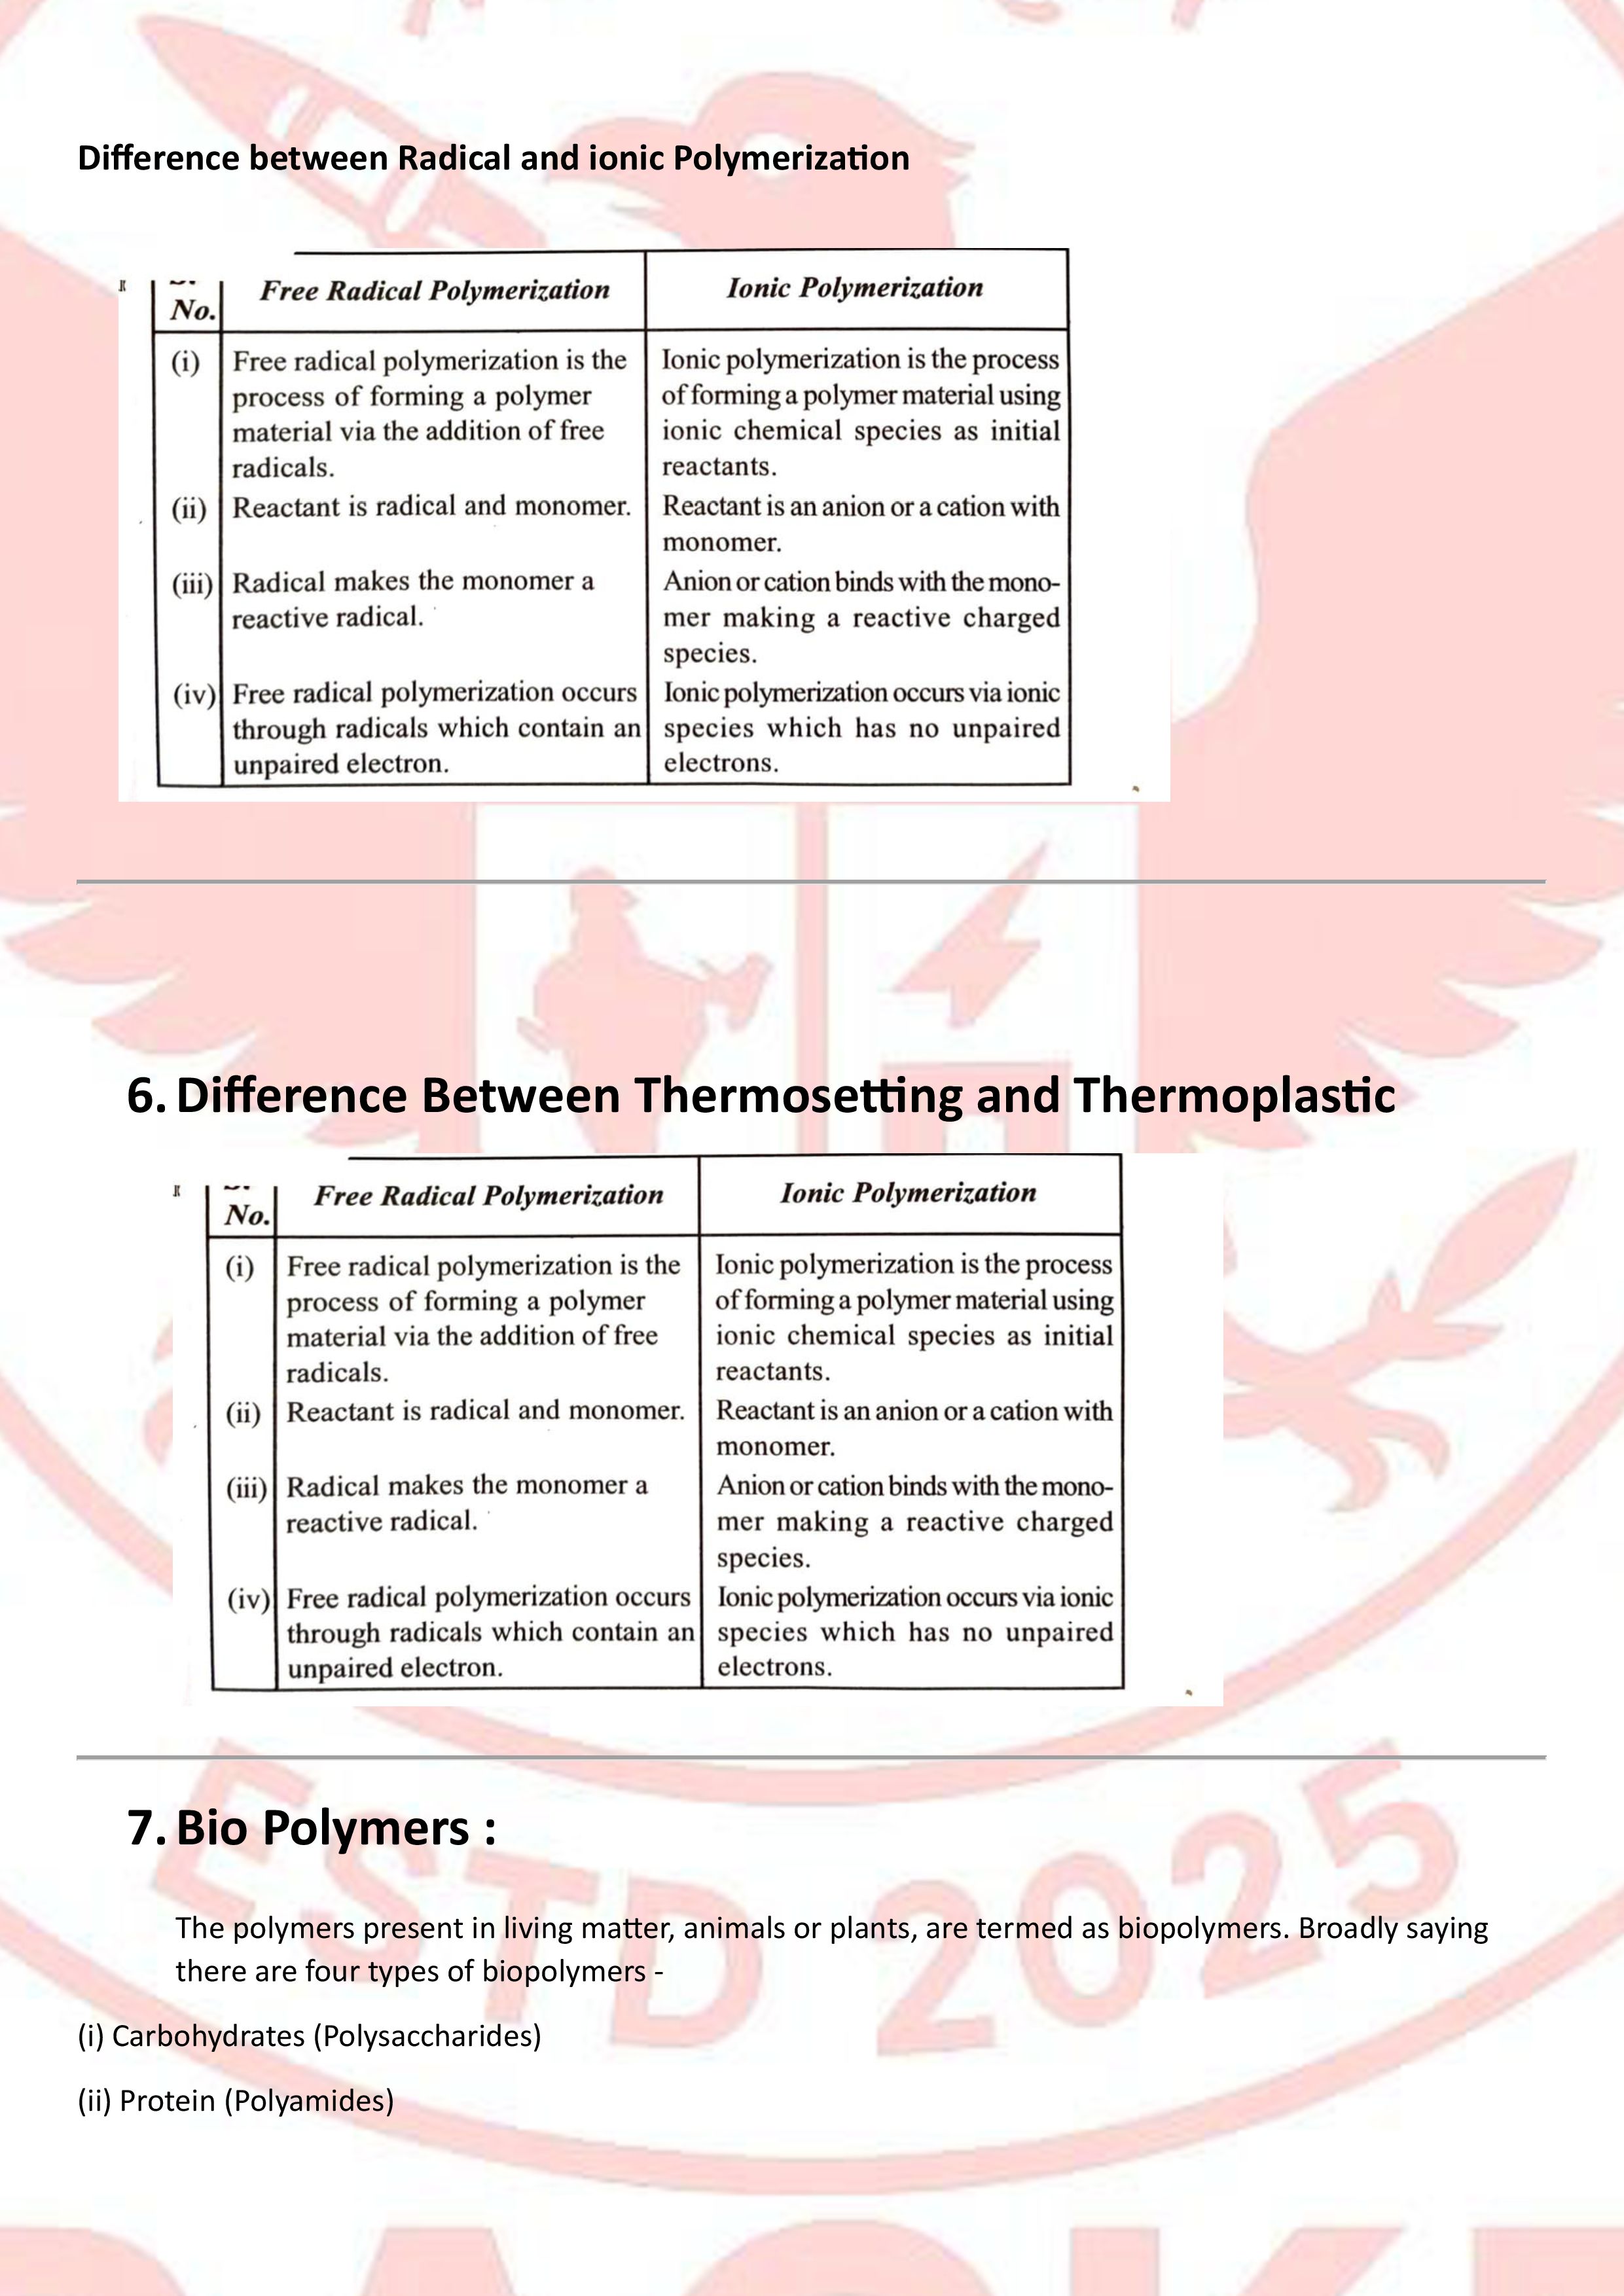 Difference between Radical and ionic Polymerization
No.
Free Radical Polymerization
Ionic Polymerization
(i)
Free radical polymerization is the
process of forming a polymer
material via the addition of free
radicals.
Ionic polymerization is the process
of forming a polymer material using
ionic chemical species as initial
reactants.
(ii)
Reactant is radical and monomer.
Reactant is an anion or a cation with
monomer.
(iii)
Radical makes the monomer a
reactive radical.
Anion or cation binds with the mono-
mer making a reactive charged
species.
(iv)
Free radical polymerization occurs
through radicals which contain an
unpaired electron.
Ionic polymerization occurs via ionic
species which has no unpaired
electrons.
6. Difference Between Thermosetting and Thermoplastic
No.
Free Radical Polymerization
Ionic Polymerization
(i)
Free radical polymerization is the
process of forming a polymer
material via the addition of free
radicals.
Ionic polymerization is the process
of forming a polymer material using
ionic chemical species as initial
reactants.
(ii)
Reactant is radical and monomer.
Reactant is an anion or a cation with
monomer.
(iii)
Radical makes the monomer a
reactive radical.
Anion or cation binds with the mono-
mer making a reactive charged
species.
(iv)
Free radical polymerization occurs
through radicals which contain an
unpaired electron.
Ionic polymerization occurs via ionic
species which has no unpaired
electrons.
7. Bio Polymers :
The polymers present in living matter, animals or plants, are termed as biopolymers. Broadly saying
there are four types of biopolymers -
(i) Carbohydrates (Polysaccharides)
(ii) Protein (Polyamides)
ESTD 2025